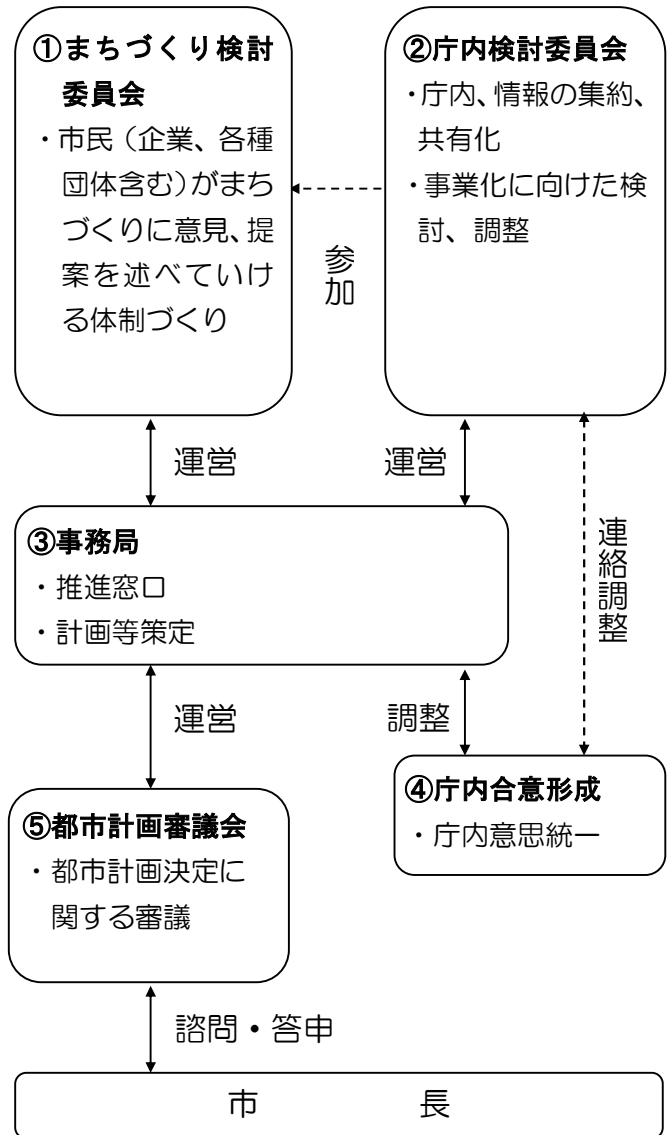 ①まちづくり検討
委員会
・市民（企業、各種
団体含む）がまち
づくりに意見、提
案を述べていけ
る体制づくり
②庁内検討委員会
・庁内、情報の集約、
共有化
・事業化に向けた検
討、調整
参加
運営
運営
連絡調整
③事務局
・推進窓口
・計画等策定
運営
調整
④庁内合意形成
・庁内意思統一
⑤都市計画審議会
・都市計画決定に
関する審議
諮問・答申
市　　　　長